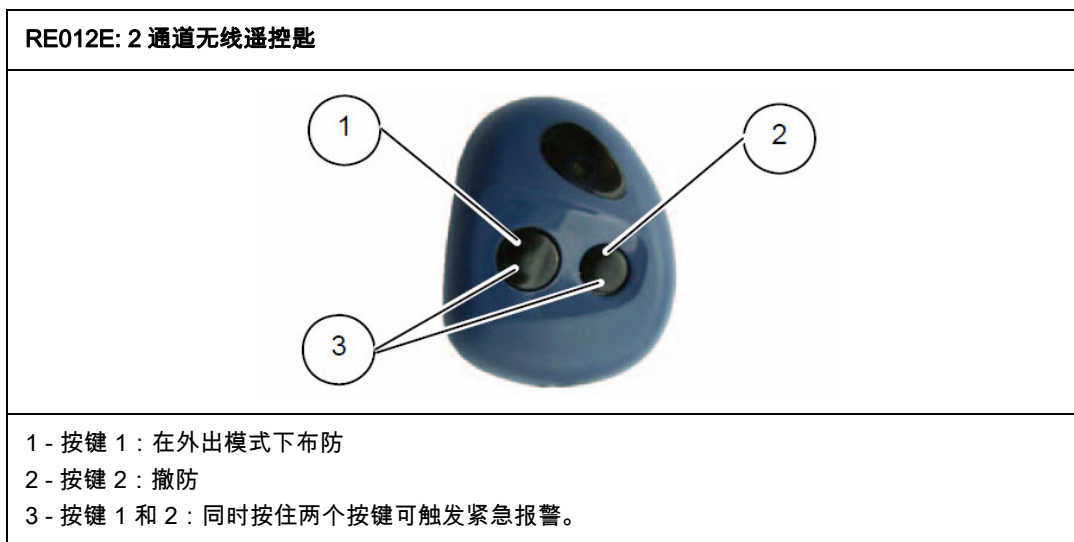 RE012E: 2 通道无线遥控匙
1
2
3
1 - 按键 1：在外出模式下布防
2 - 按键 2：撤防
3 - 按键 1 和 2：同时按住两个按键可触发紧急报警。